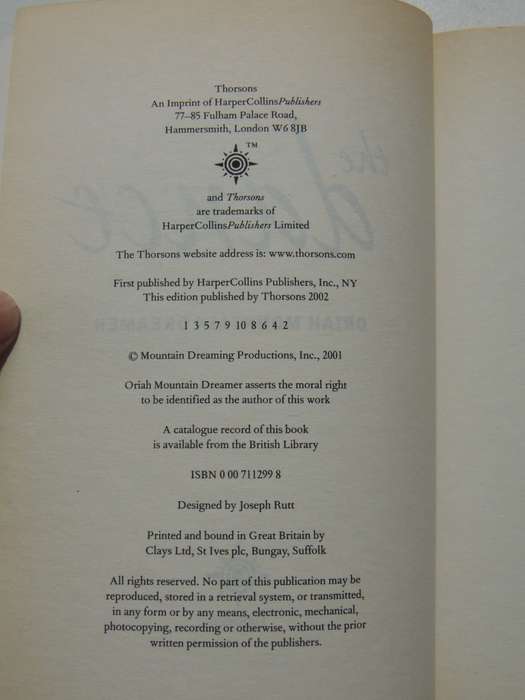 Thorsons
An Imprint of HarperCollinsPublishers
77–85 Fulham Palace Road,
Hammersmith, London W6 8JB
TM
and Thorsons
are trademarks of
HarperCollinsPublishers Limited
The Thorsons website address is: www.thorsons.com
First published by HarperCollins Publishers, Inc., NY
This edition published by Thorsons 2002
1 3 5 7 9 10 8 6 4 2
© Mountain Dreaming Productions, Inc., 2001
Oriah Mountain Dreamer asserts the moral right
to be identified as the author of this work
A catalogue record of this book
is available from the British Library
ISBN 0 00 711299 8
Designed by Joseph Rutt
Printed and bound in Great Britain by
Clays Ltd, St Ives plc, Bungay, Suffolk
All rights reserved. No part of this publication may be
reproduced, stored in a retrieval system, or transmitted,
in any form or by any means, electronic, mechanical,
photocopying, recording or otherwise, without the prior
written permission of the publishers.